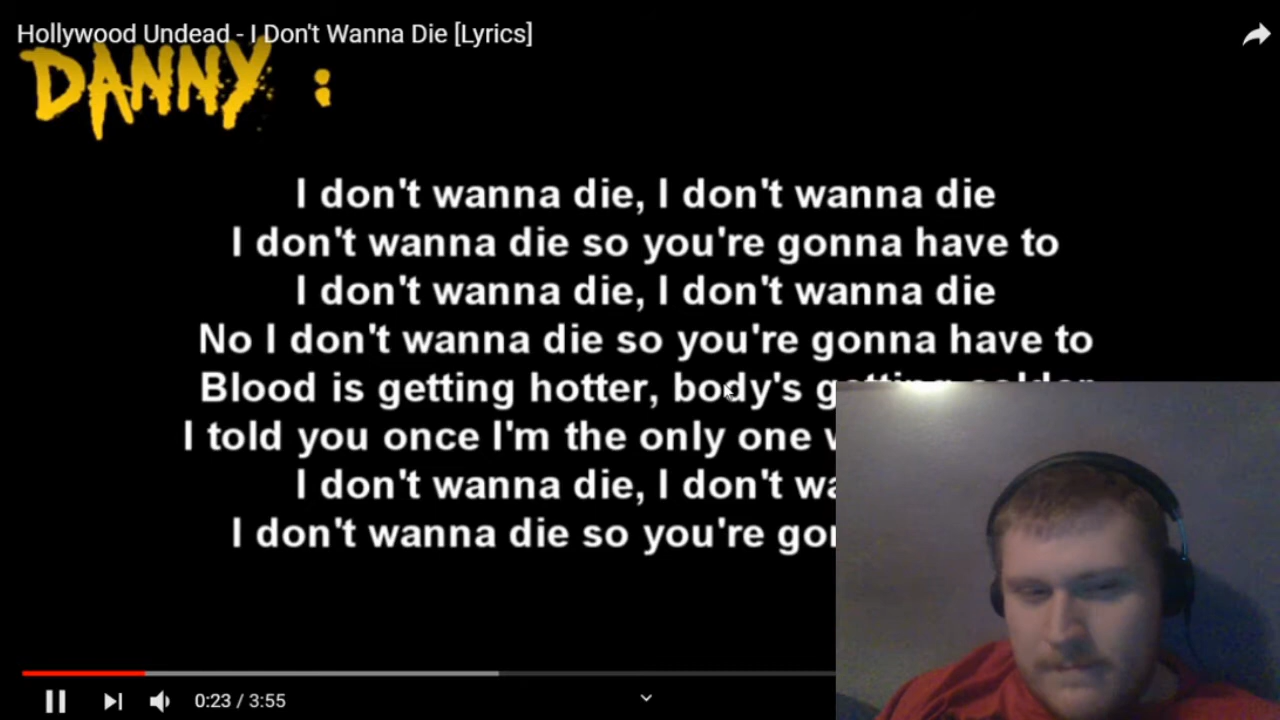 Hollywood Undead - I Don't Wanna Die [Lyrics]
DANNY :
I don't wanna die, I don't wanna die
I don't wanna die so you're gonna have to
I don't wanna die, I don't wanna die
No I don't wanna die so you're gonna have to
Blood is getting hotter, body's getting colder
I told you once I'm the only one
I don't wanna die, I don't
I don't wanna die so you're
0:23 / 3:55